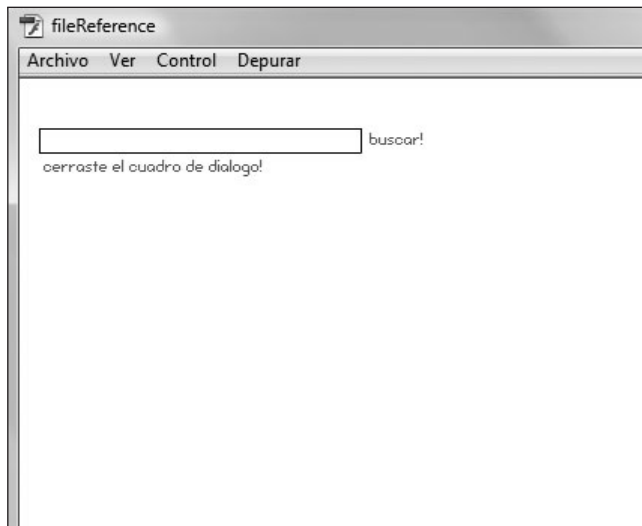 fileReference
Archivo Ver Control Depurar
buscar!
cerraste el cuadro de dialogo!